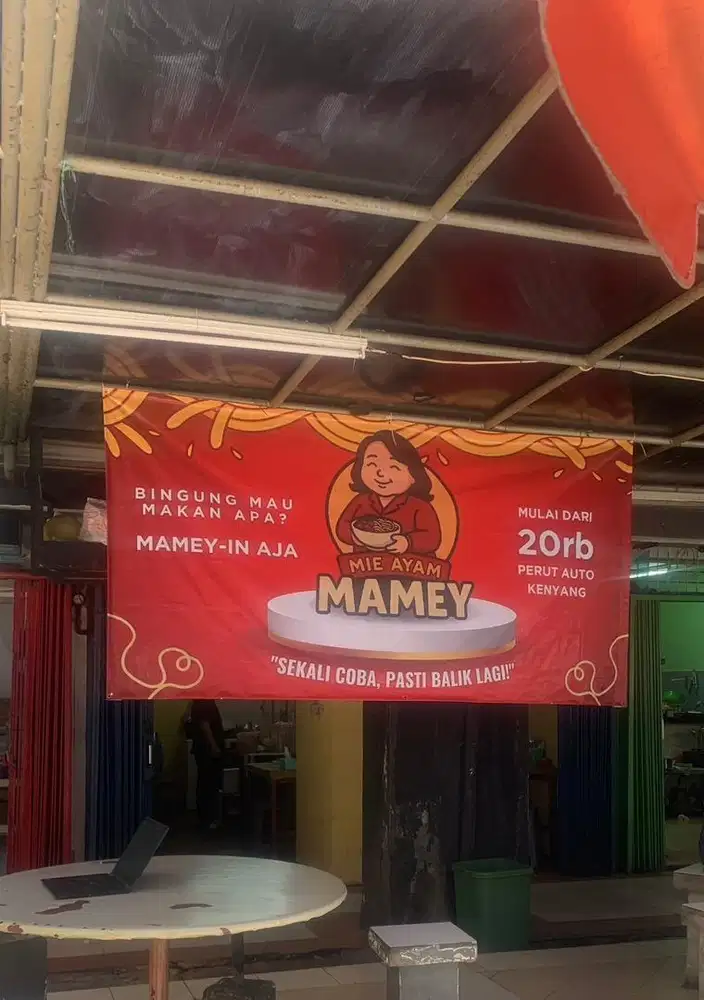 BINGUNG MAU
MAKAN APA?
MAMEY-IN AJA
MIE AYAM
MAMEY
"SEKALI COBA, PASTI BALIK LAGI!"
MULAI DARI
20rb
PERUT AUTO
KENYANG